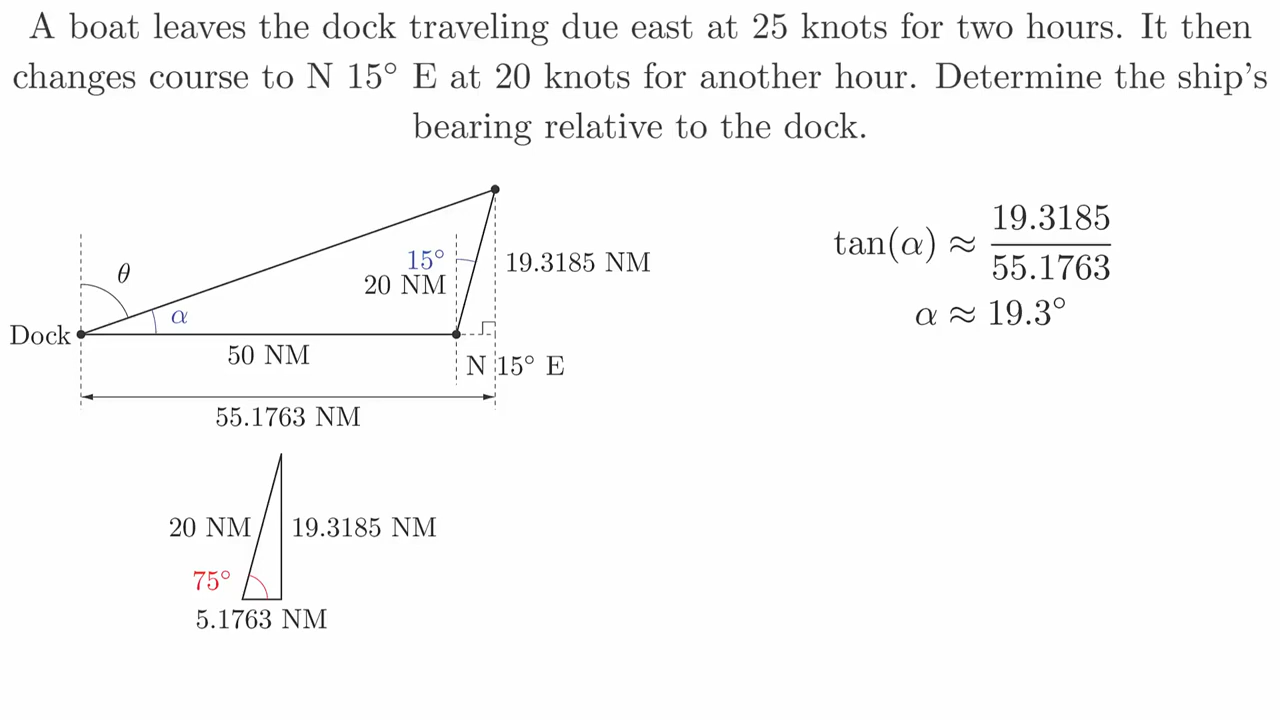 A boat leaves the dock traveling due east at 25 knots for two hours. It then
changes course to N 15° E at 20 knots for another hour. Determine the ship's
bearing relative to the dock.
θ
15°
20 NM
19.3185 NM
α
Dock
50 NM
N 15° E
55.1763 NM
20 NM
19.3185 NM
75°
5.1763 NM
tan(α) ≈ 19.3185
55.1763
α ≈ 19.3°